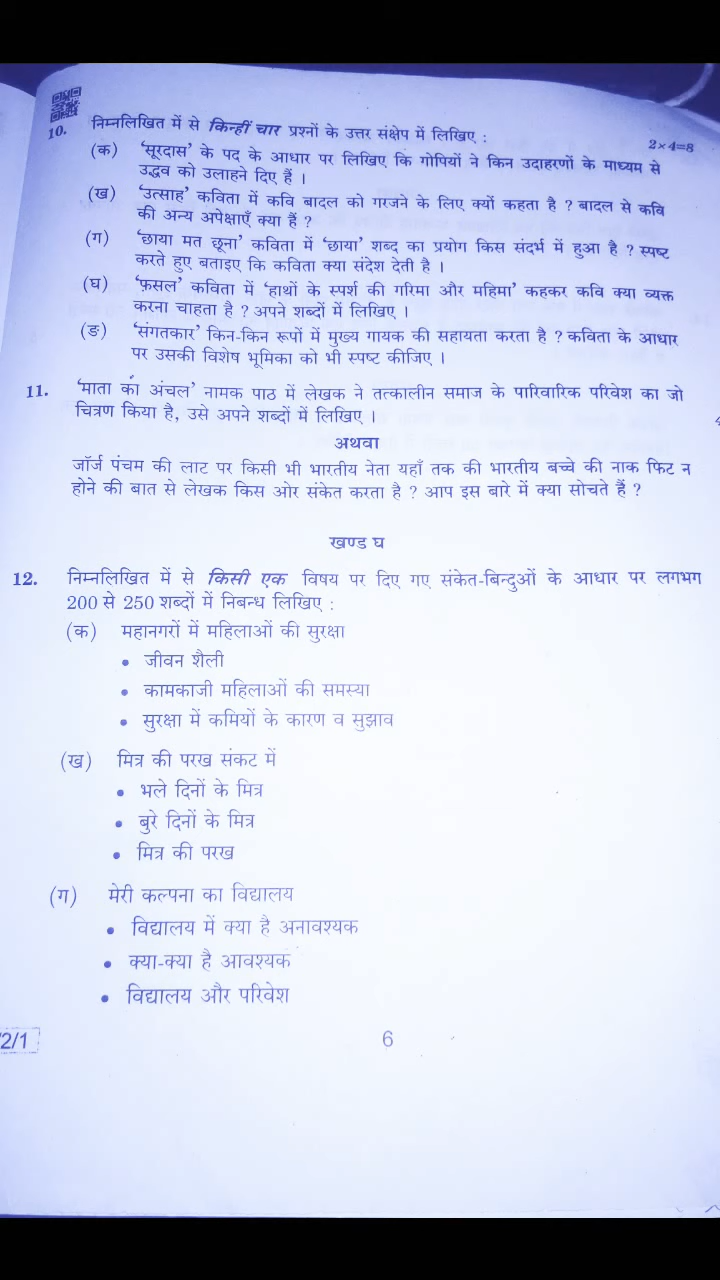 10. निम्नलिखित में से किन्हीं चार प्रश्नों के उत्तर संक्षेप में लिखिए : 2×4=8
(क) 'सूरदास' के पद के आधार पर लिखिए कि गोपियों ने किन उदाहरणों के माध्यम से
उद्धव को उलाहने दिए हैं ।
(ख) 'उत्साह' कविता में कवि बादल को गरजने के लिए क्यों कहता है ? बादल से कवि
की अन्य अपेक्षाएँ क्या हैं ?
(ग) 'छाया मत छूना' कविता में 'छाया' शब्द का प्रयोग किस संदर्भ में हुआ है ? स्पष्ट
करते हुए बताइए कि कविता क्या संदेश देती है ।
(घ) 'फ़सल' कविता में 'हाथों के स्पर्श की गरिमा और महिमा' कहकर कवि क्या व्यक्त
करना चाहता है ? अपने शब्दों में लिखिए ।
(ङ) 'संगतकार' किन-किन रूपों में मुख्य गायक की सहायता करता है ? कविता के आधार
पर उसकी विशेष भूमिका को भी स्पष्ट कीजिए ।
11. 'माता का अंचल' नामक पाठ में लेखक ने तत्कालीन समाज के पारिवारिक परिवेश का जो
चित्रण किया है, उसे अपने शब्दों में लिखिए ।
अथवा
जॉर्ज पंचम की लाट पर किसी भी भारतीय नेता यहाँ तक की भारतीय बच्चे की नाक फिट न
होने की बात से लेखक किस ओर संकेत करता है ? आप इस बारे में क्या सोचते हैं ?
खण्ड घ
12. निम्नलिखित में से किसी एक विषय पर दिए गए संकेत-बिन्दुओं के आधार पर लगभग
200 से 250 शब्दों में निबन्ध लिखिए :
(क) महानगरों में महिलाओं की सुरक्षा
• जीवन शैली
• कामकाजी महिलाओं की समस्या
• सुरक्षा में कमियों के कारण व सुझाव
(ख) मित्र की परख संकट में
• भले दिनों के मित्र
• बुरे दिनों के मित्र
• मित्र की परख
(ग) मेरी कल्पना का विद्यालय
• विद्यालय में क्या है अनावश्यक
• क्या-क्या है आवश्यक
• विद्यालय और परिवेश
2/1 6